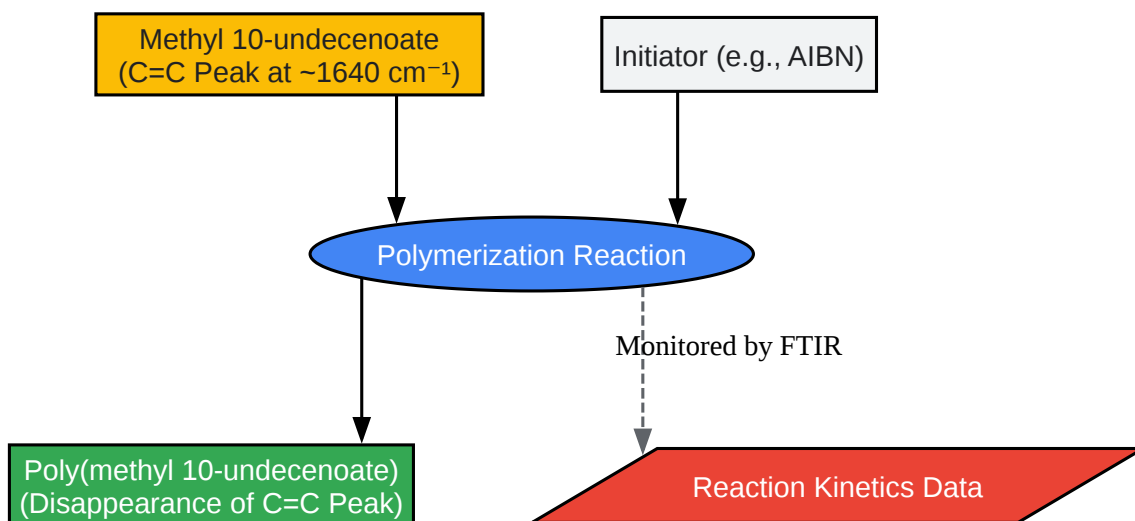 Methyl 10-undecenoate
(C=C Peak at ~1640 cm⁻¹)
Initiator (e.g., AIBN)
Polymerization Reaction
Monitored by FTIR
Poly(methyl 10-undecenoate)
(Disappearance of C=C Peak)
Reaction Kinetics Data